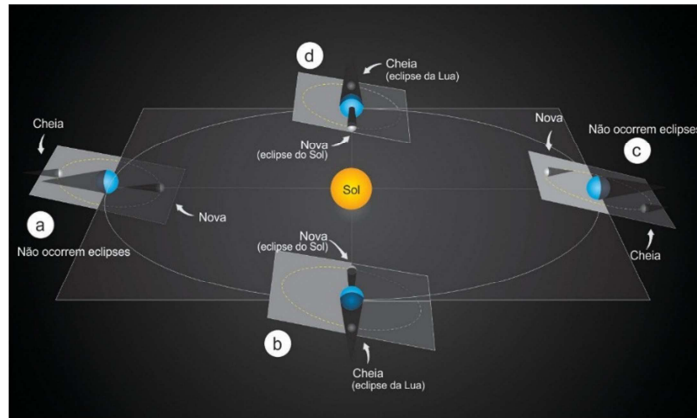 d
Cheia
(eclipse da Lua)
Nova
(eclipse do Sol)
Cheia
Nova
a
Não ocorrem eclipses
Sol
Nova
Não ocorrem eclipses
c
Cheia
Nova
(eclipse do Sol)
b
Cheia
(eclipse da Lua)